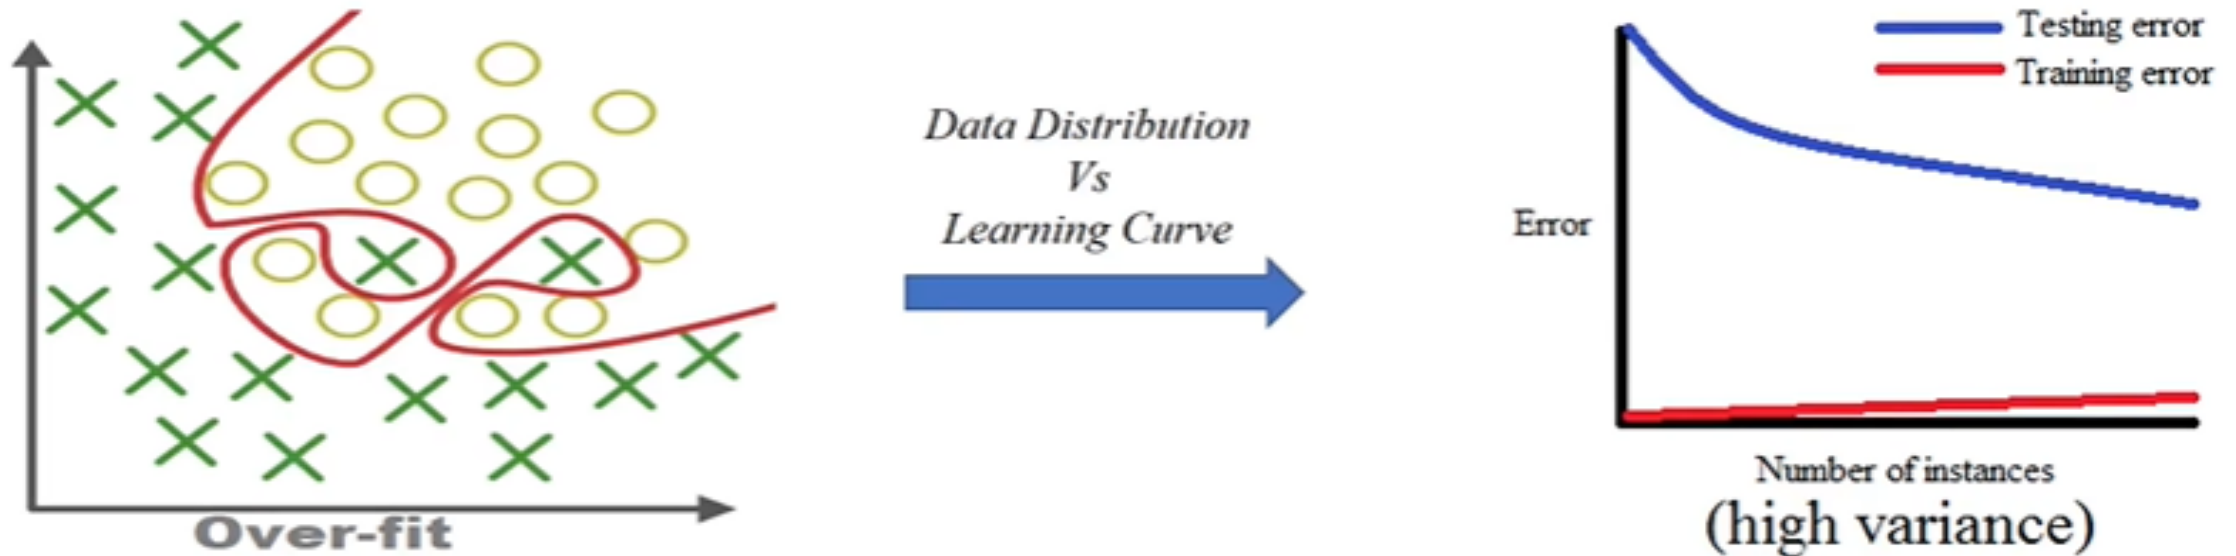 Over-fit
Data Distribution
Vs
Learning Curve
Testing error
Training error
Error
Number of instances
(high variance)